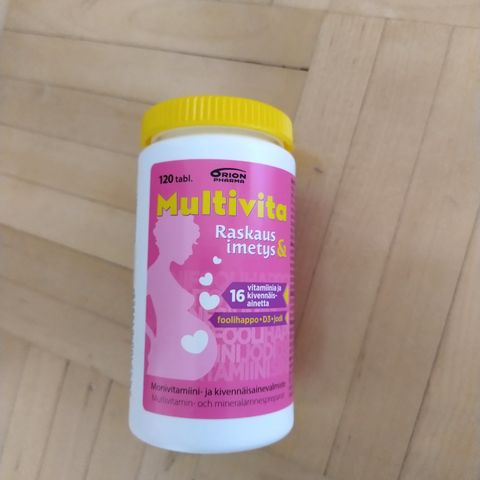 120 tabl.
ORION
PHARMA
Multivita
Raskaus &
imetys
16 vitamiinia ja
kivennäis-
ainetta
foolihappo+D3+jodi
Monivitamiini- ja kivennäisainevalmiste
Multivitamin- och mineralämnespreparat